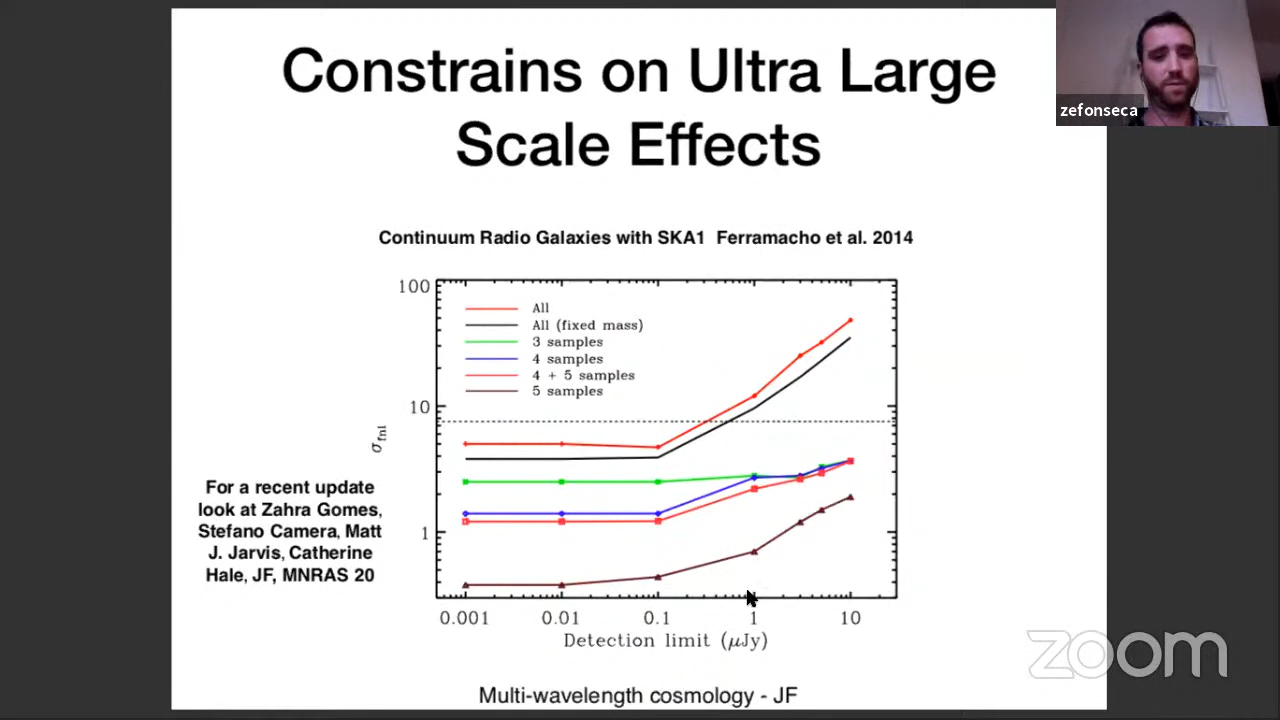 Constrains on Ultra Large
Scale Effects
zefonseca
Continuum Radio Galaxies with SKA1 Ferramacho et al. 2014
100
10
1
σfnl
All
All (fixed mass)
3 samples
4 samples
4 + 5 samples
5 samples
0.001 0.01 0.1 1 10
Detection limit (μJy)
For a recent update
look at Zahra Gomes,
Stefano Camera, Matt
J. Jarvis, Catherine
Hale, JF, MNRAS 20
Multi-wavelength cosmology - JF
zoom